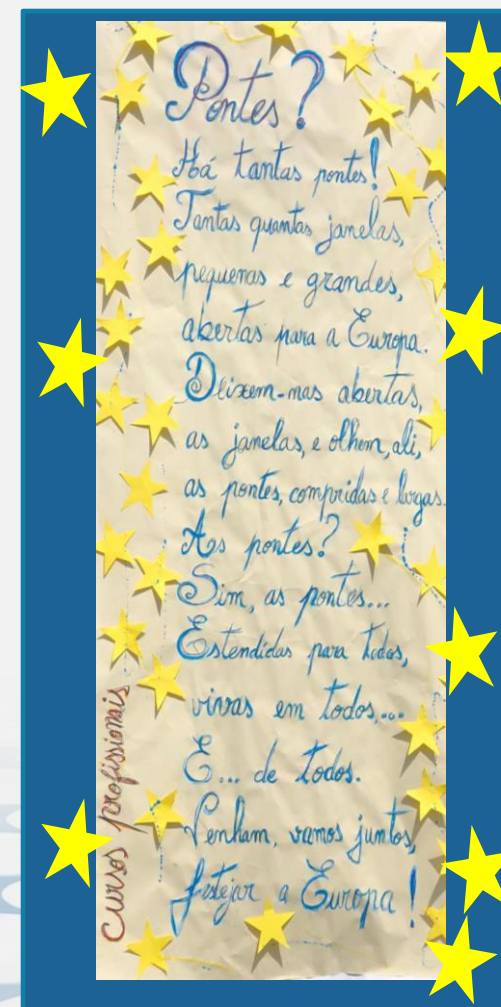 Pontes?
Há tantas pontes!
Tantas quantas janelas,
pequenas e grandes,
abertas para a Europa.
Deixem-mas abertas,
as janelas, e olhem, ali,
as pontes, compridas e largas.
As pontes?
Sim, as pontes...
Estendidas para todos,
vivas em todos...
E... de todos.
Venham, vamos juntos,
festejar a Europa!
cursos profissionais